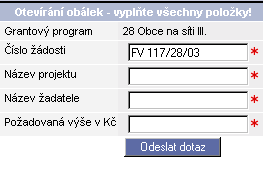 Otevírání obálek - vyplňte všechny položky!
Grantový program 28 Obce na síti III.
Číslo žádosti FV 117/28/03 *
Název projektu *
Název žadatele *
Požadovaná výše v Kč *
Odeslat dotaz